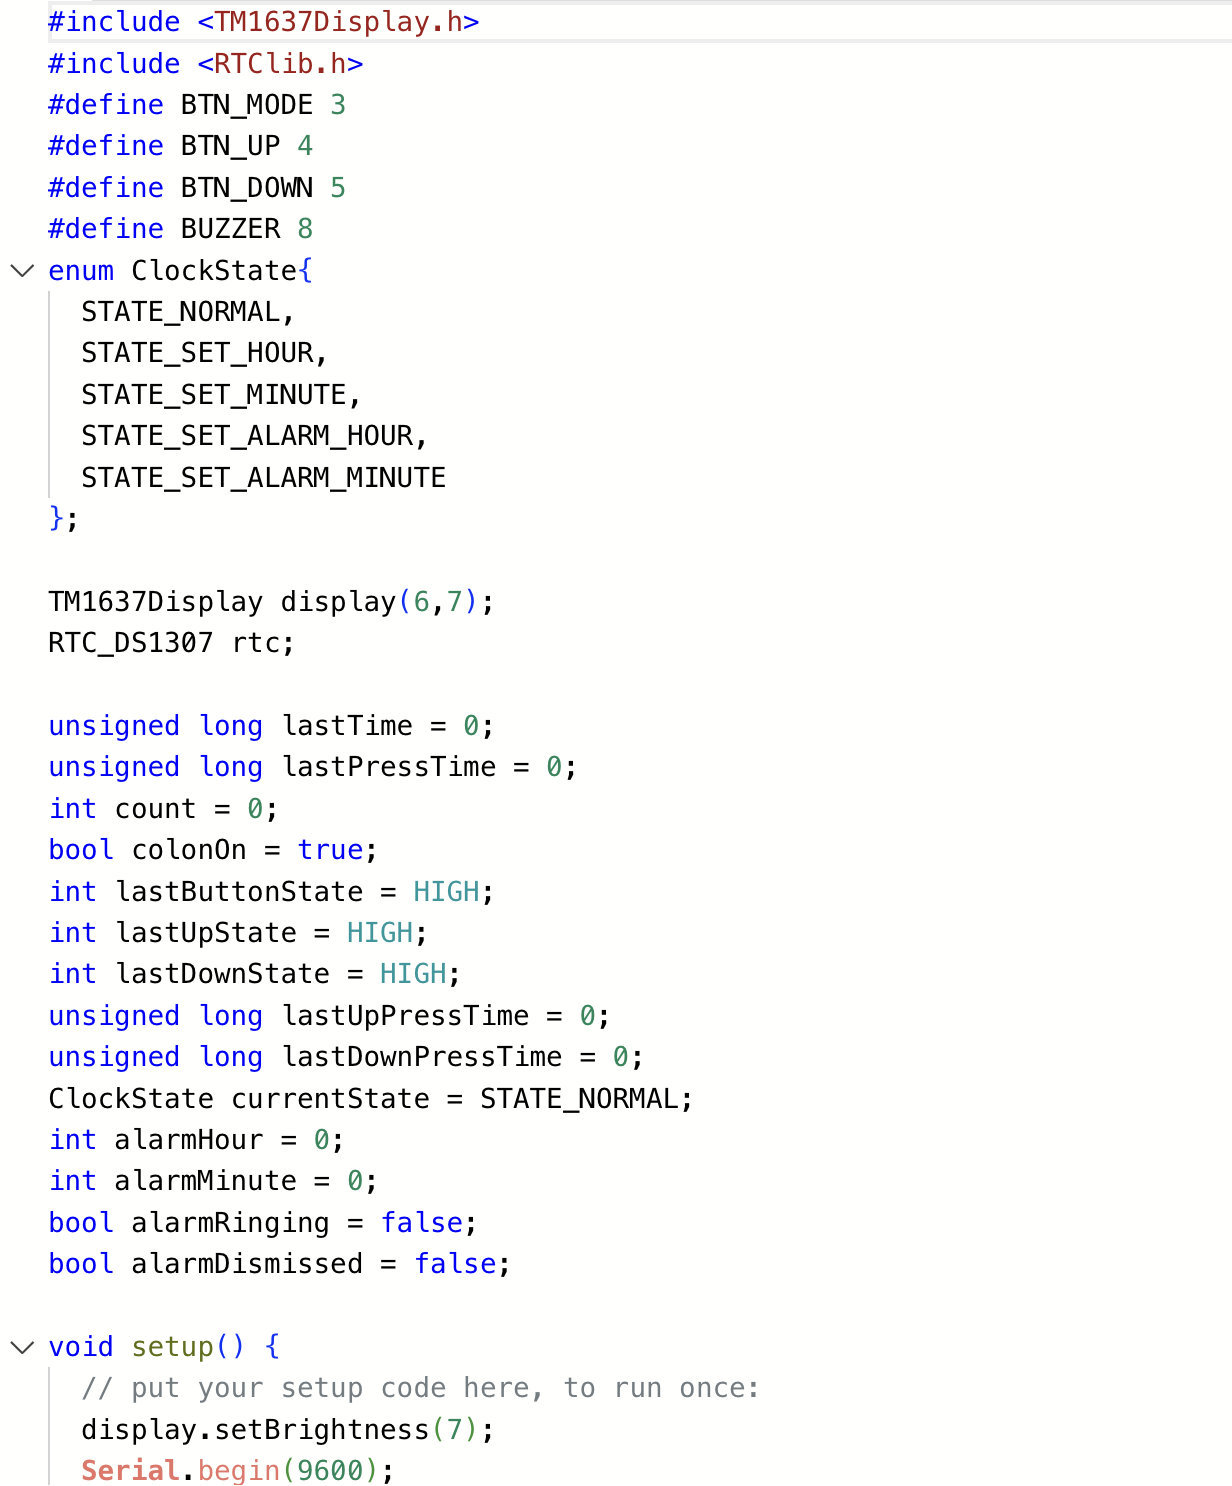 #include <TM1637Display.h>
#include <RTClib.h>
#define BTN_MODE 3
#define BTN_UP 4
#define BTN_DOWN 5
#define BUZZER 8
enum ClockState{
  STATE_NORMAL,
  STATE_SET_HOUR,
  STATE_SET_MINUTE,
  STATE_SET_ALARM_HOUR,
  STATE_SET_ALARM_MINUTE
};

TM1637Display display(6,7);
RTC_DS1307 rtc;

unsigned long lastTime = 0;
unsigned long lastPressTime = 0;
int count = 0;
bool colonOn = true;
int lastButtonState = HIGH;
int lastUpState = HIGH;
int lastDownState = HIGH;
unsigned long lastUpPressTime = 0;
unsigned long lastDownPressTime = 0;
ClockState currentState = STATE_NORMAL;
int alarmHour = 0;
int alarmMinute = 0;
bool alarmRinging = false;
bool alarmDismissed = false;

void setup() {
  // put your setup code here, to run once:
  display.setBrightness(7);
  Serial.begin(9600);